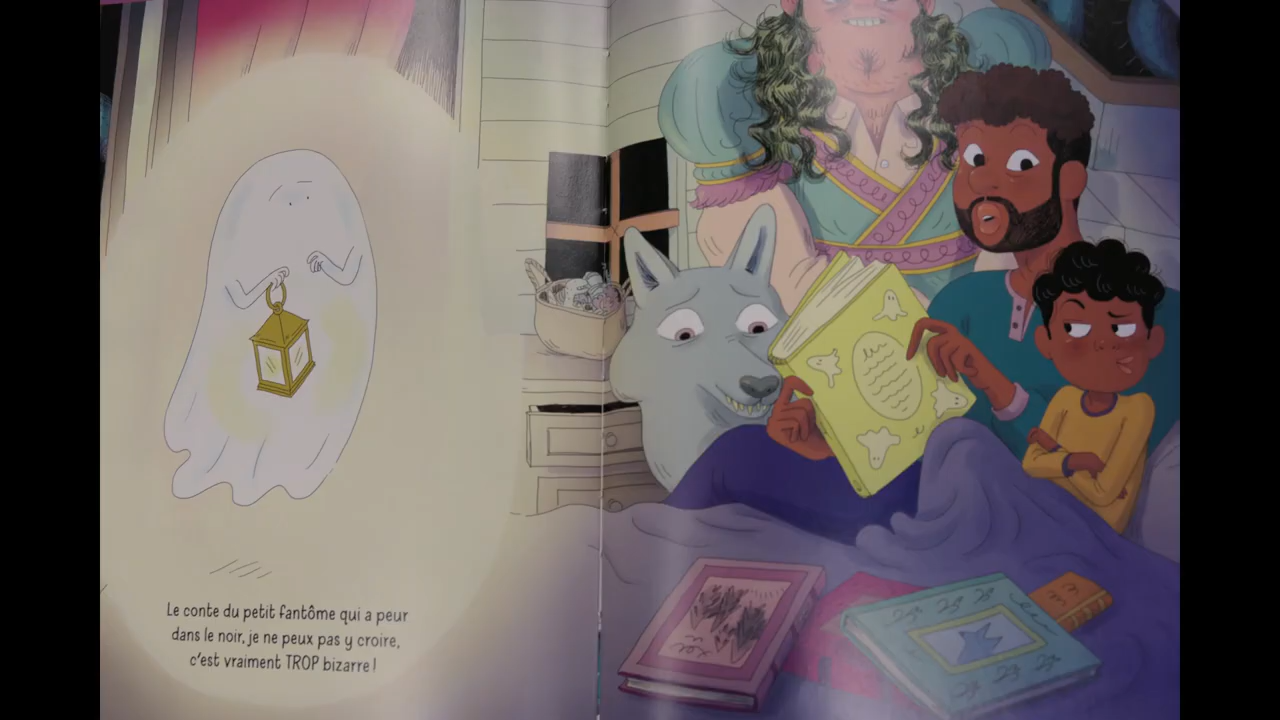 Le conte du petit fantôme qui a peur
dans le noir, je ne peux pas y croire,
c'est vraiment TROP bizarre !